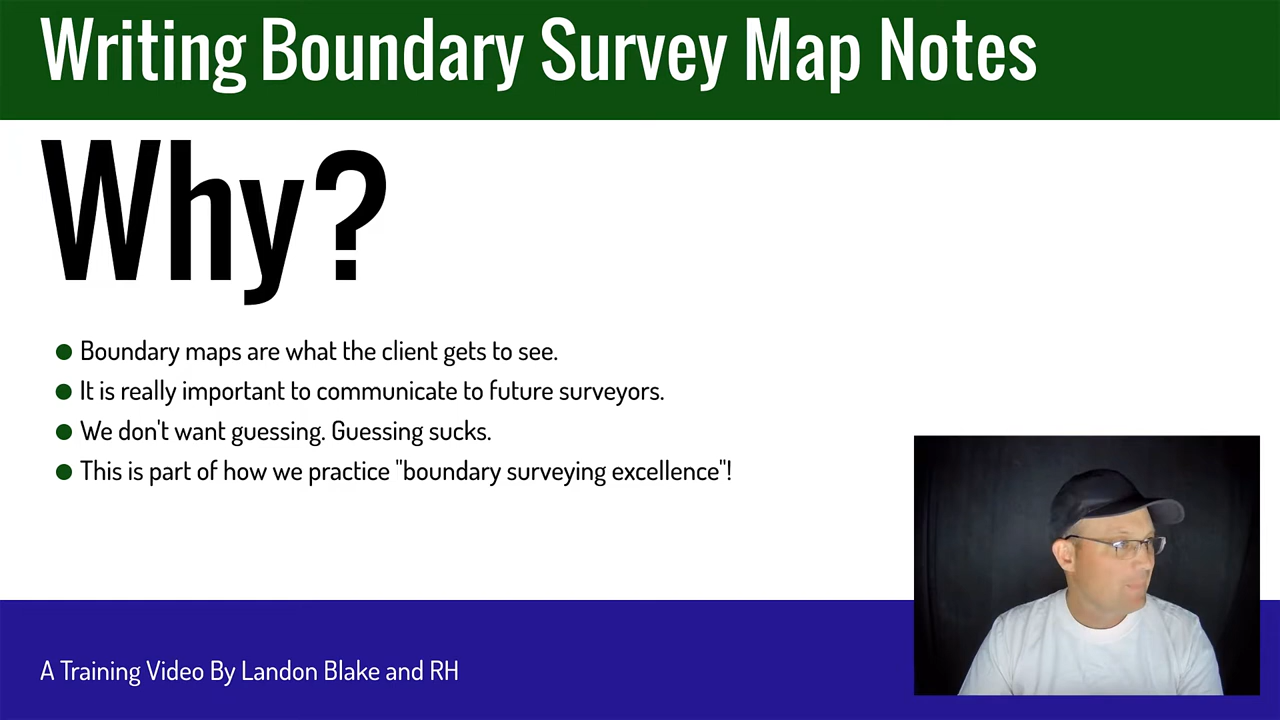 Writing Boundary Survey Map Notes
Why?
Boundary maps are what the client gets to see.
It is really important to communicate to future surveyors.
We don't want guessing. Guessing sucks.
This is part of how we practice "boundary surveying excellence"!
A Training Video By Landon Blake and RH